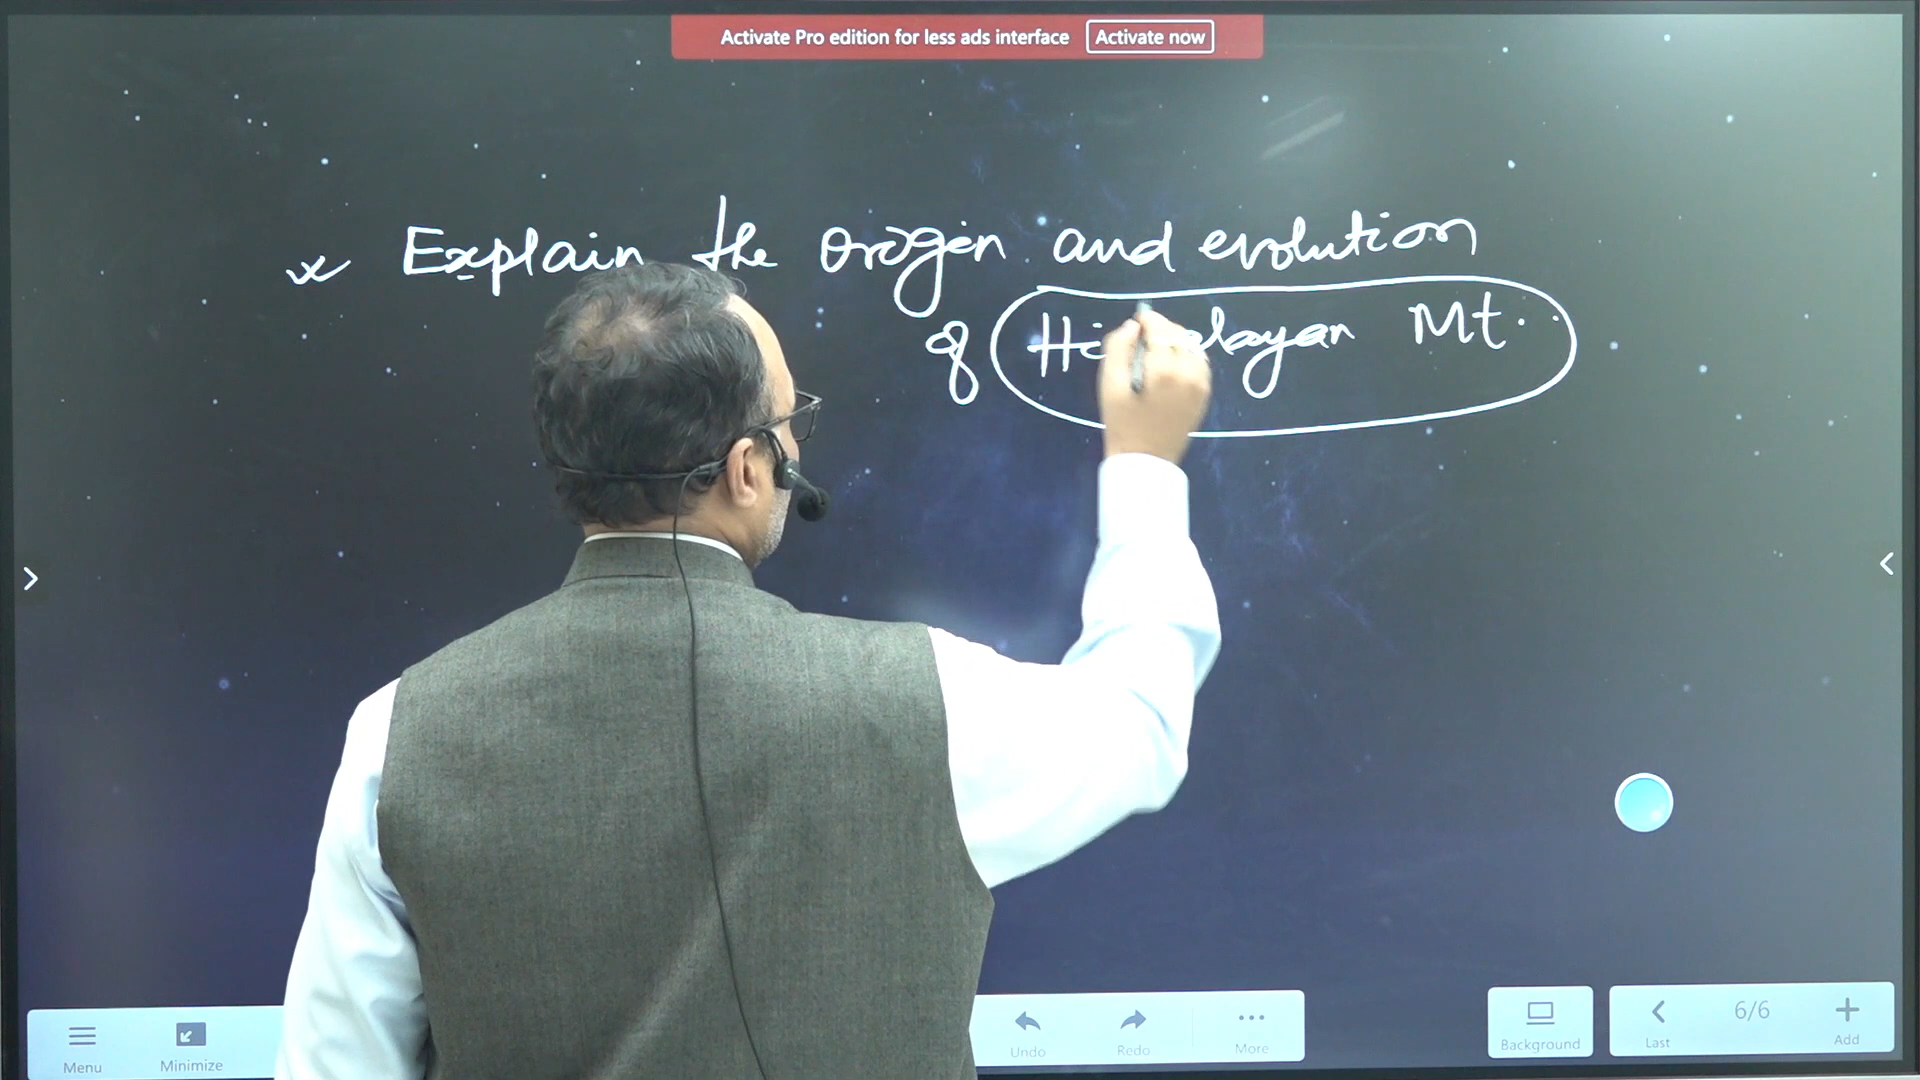 Activate Pro edition for less ads interface Activate now
Explain the origin and evolution
of Himalayan Mt.
Menu Minimize Undo Redo More Background Last 6/6 Add